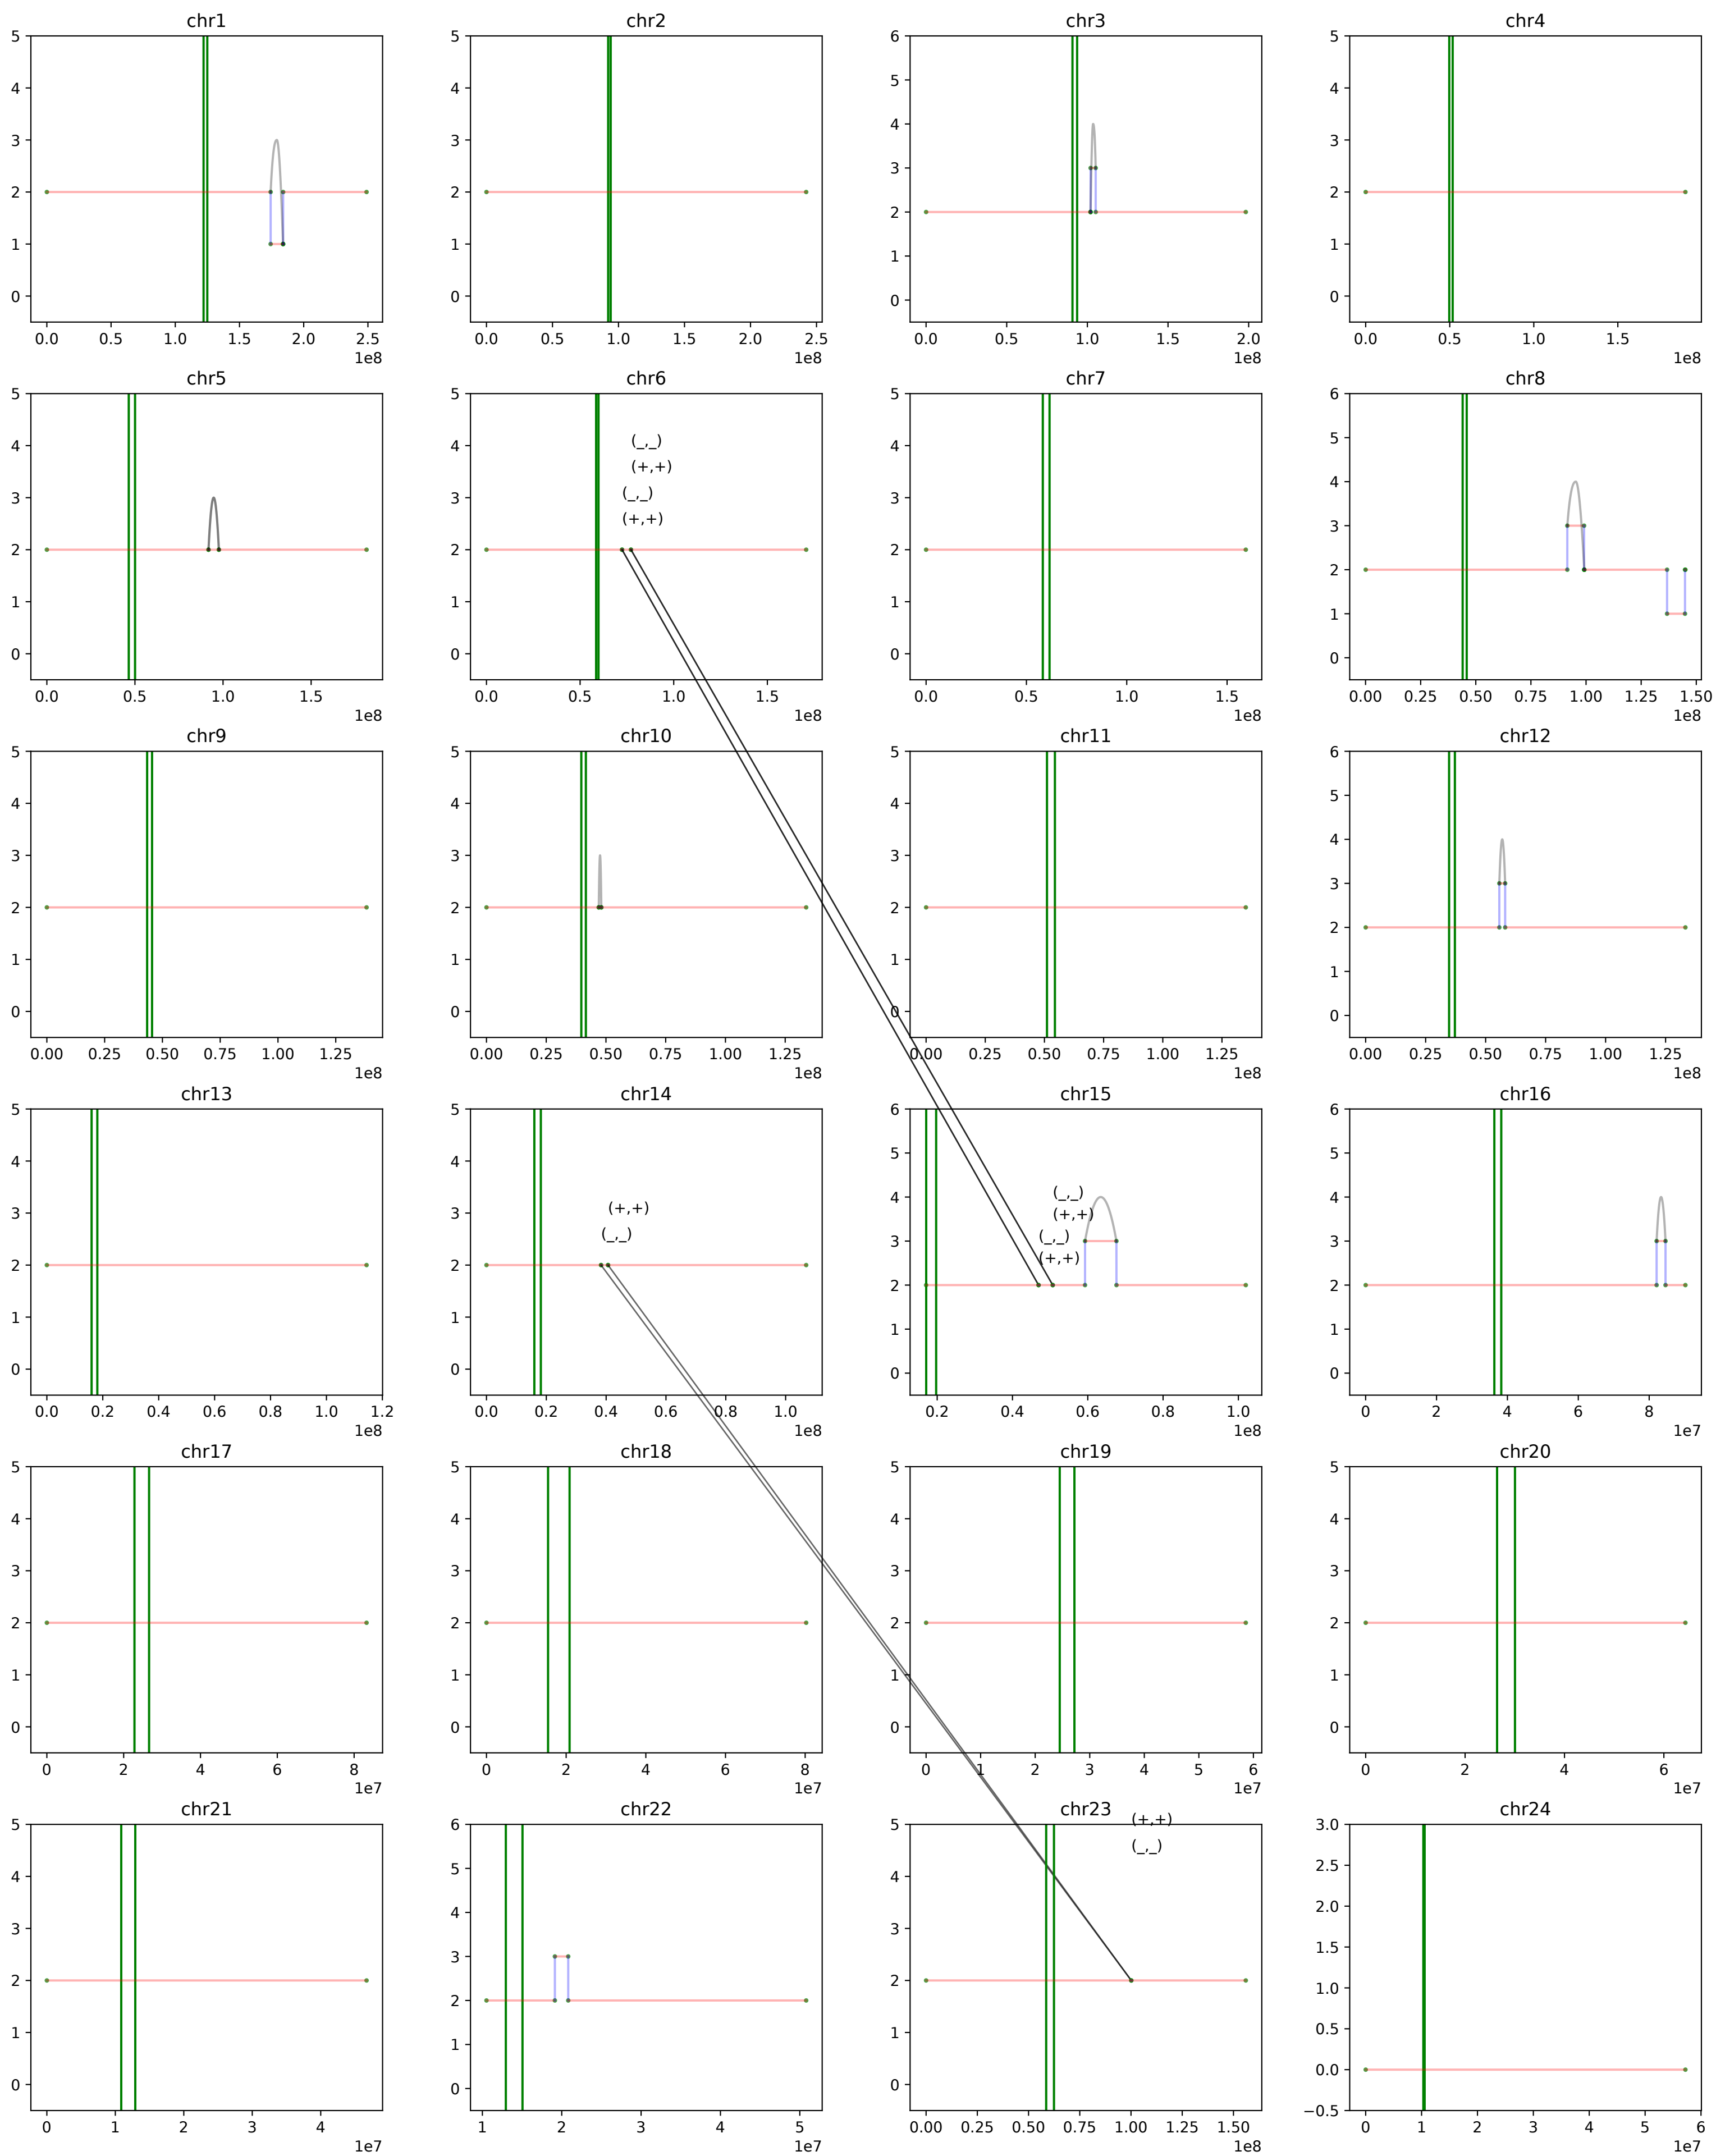 chr1 chr2 chr3 chr4
5 5 6 5
4 4 5 4
3 3 4 3
2 2 3 2
1 1 2 1
0 0 1 0
0
0.0 0.5 1.0 1.5 2.0 2.5 0.0 0.5 1.0 1.5 2.0 2.5 0.0 0.5 1.0 1.5 2.0 0.0 0.5 1.0 1.5
1e8 1e8 1e8 1e8
chr5 chr6 chr7 chr8
5 5 5 6
4 4 4 5
3 3 3 4
2 2 2 3
1 1 1 2
0 0 0 1
0
(_,_)
(+,+)
(_,_)
(+,+)
0.0 0.5 1.0 1.5 0.0 0.5 1.0 1.5 0.0 0.5 1.0 1.5 0.00 0.25 0.50 0.75 1.00 1.25 1.50
1e8 1e8 1e8 1e8
chr9 chr10 chr11 chr12
5 5 5 6
4 4 4 5
3 3 3 4
2 2 2 3
1 1 1 2
0 0 0 1
0
0.00 0.25 0.50 0.75 1.00 1.25 0.00 0.25 0.50 0.75 1.00 1.25 0.00 0.25 0.50 0.75 1.00 1.25 0.00 0.25 0.50 0.75 1.00 1.25
1e8 1e8 1e8 1e8
chr13 chr14 chr15 chr16
5 5 6 6
4 4 5 5
3 3 4 4
2 2 3 3
1 1 2 2
0 0 1 1
0 0
(+,+)
(_,_)
(_,_)
(+,+)
(_,_)
(+,+)
0.0 0.2 0.4 0.6 0.8 1.0 1.2 0.0 0.2 0.4 0.6 0.8 1.0 0.2 0.4 0.6 0.8 1.0 0 2 4 6 8
1e8 1e8 1e8 1e7
chr17 chr18 chr19 chr20
5 5 5 5
4 4 4 4
3 3 3 3
2 2 2 2
1 1 1 1
0 0 0 0
0 2 4 6 8 0 2 4 6 8 0 1 2 3 4 5 6 0 2 4 6
1e7 1e7 1e7 1e7
chr21 chr22 chr23 chr24
5 6 5 3.0
4 5 4 2.5
3 4 3 2.0
2 3 2 1.5
1 2 1 1.0
0 1 0 0.5
0 0.0
−0.5
(+,+)
(_,_)
0 1 2 3 4 1 2 3 4 5 0.00 0.25 0.50 0.75 1.00 1.25 1.50 0 1 2 3 4 5 6
1e7 1e7 1e8 1e7